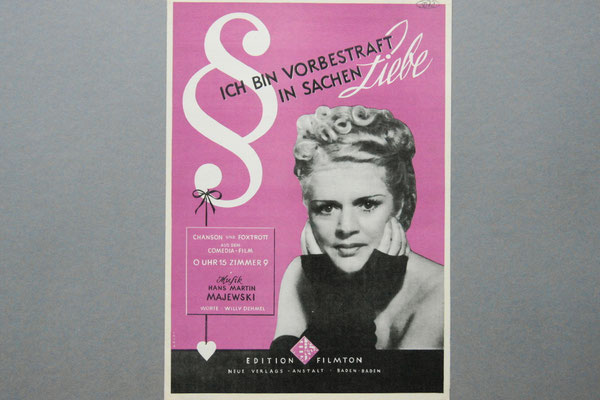 §
ICH BIN VORBESTRAFT
IN SACHEN Liebe
CHANSON UND FOXTROTT
AUS DEM
COMEDIA-FILM
0 UHR 15 ZIMMER 9
Musik
HANS MARTIN
MAJEWSKI
WORTE · WILLY DEHMEL
EDITION FILMTON
NEUE VERLAGS - ANSTALT · BADEN-BADEN